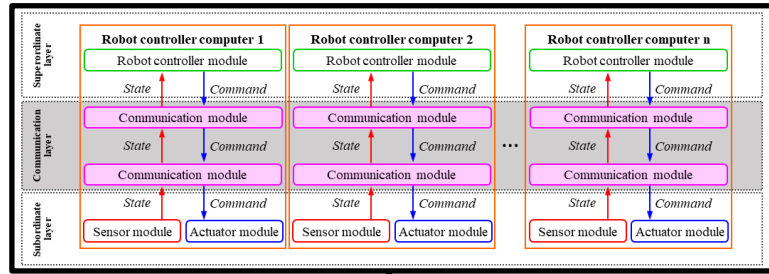 Superordinate
layer
Robot controller computer 1
Robot controller computer 2
Robot controller computer n
Robot controller module
Robot controller module
Robot controller module
State
Command
State
Command
State
Command
Communication
layer
Communication module
Communication module
Communication module
State
Command
State
Command
...
State
Command
Communication module
Communication module
Communication module
Subordinate
layer
State
Command
State
Command
State
Command
Sensor module
Actuator module
Sensor module
Actuator module
Sensor module
Actuator module